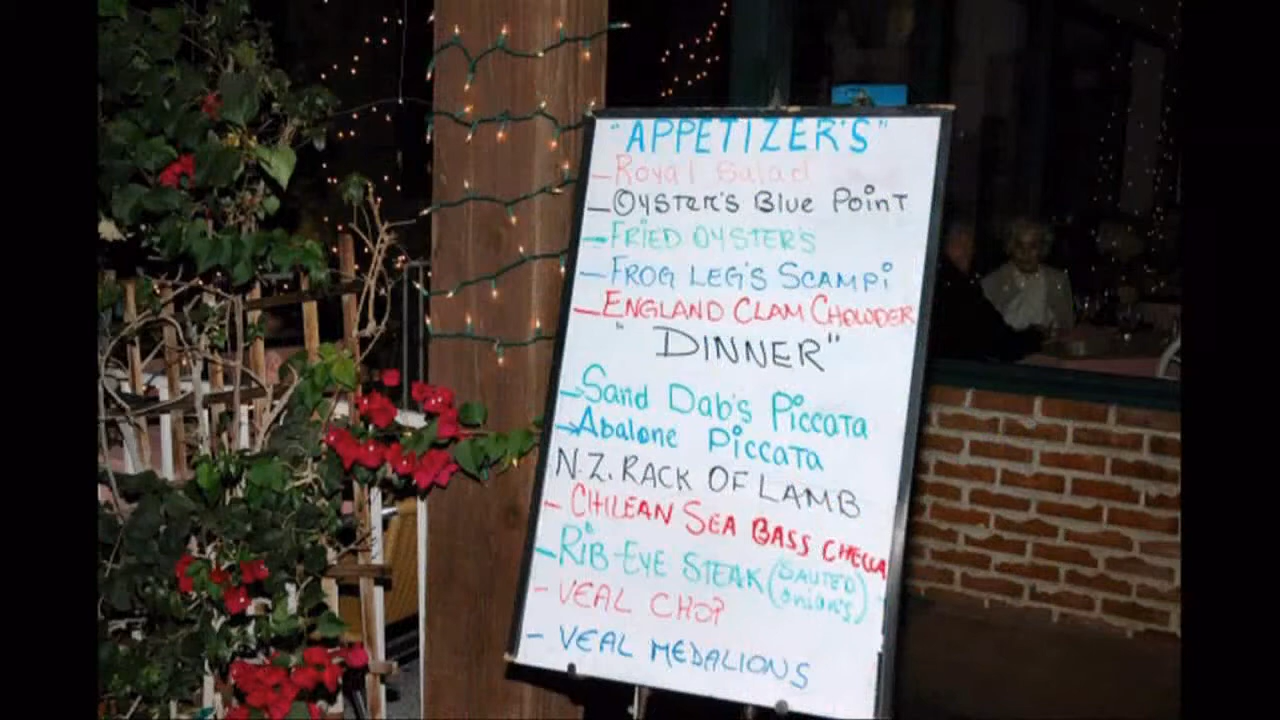 "APPETIZER'S"
- Royal Salad
- OYSTER'S Blue PoinT
- FRiED OYSTER'S
- FROG LEG'S SCAMPi
- ENGLAND CLAM CHOWDER
"DINNER"
- Sand Dab's PiccaTa
- Abalone PiccaTa
N.Z. RACK OF LAMB
- CHILEAN SEA BASS CHECCA
- RiB-EYE STEAK (SAUTED onion's)
- VEAL CHOP
- VEAL MEDALIONS